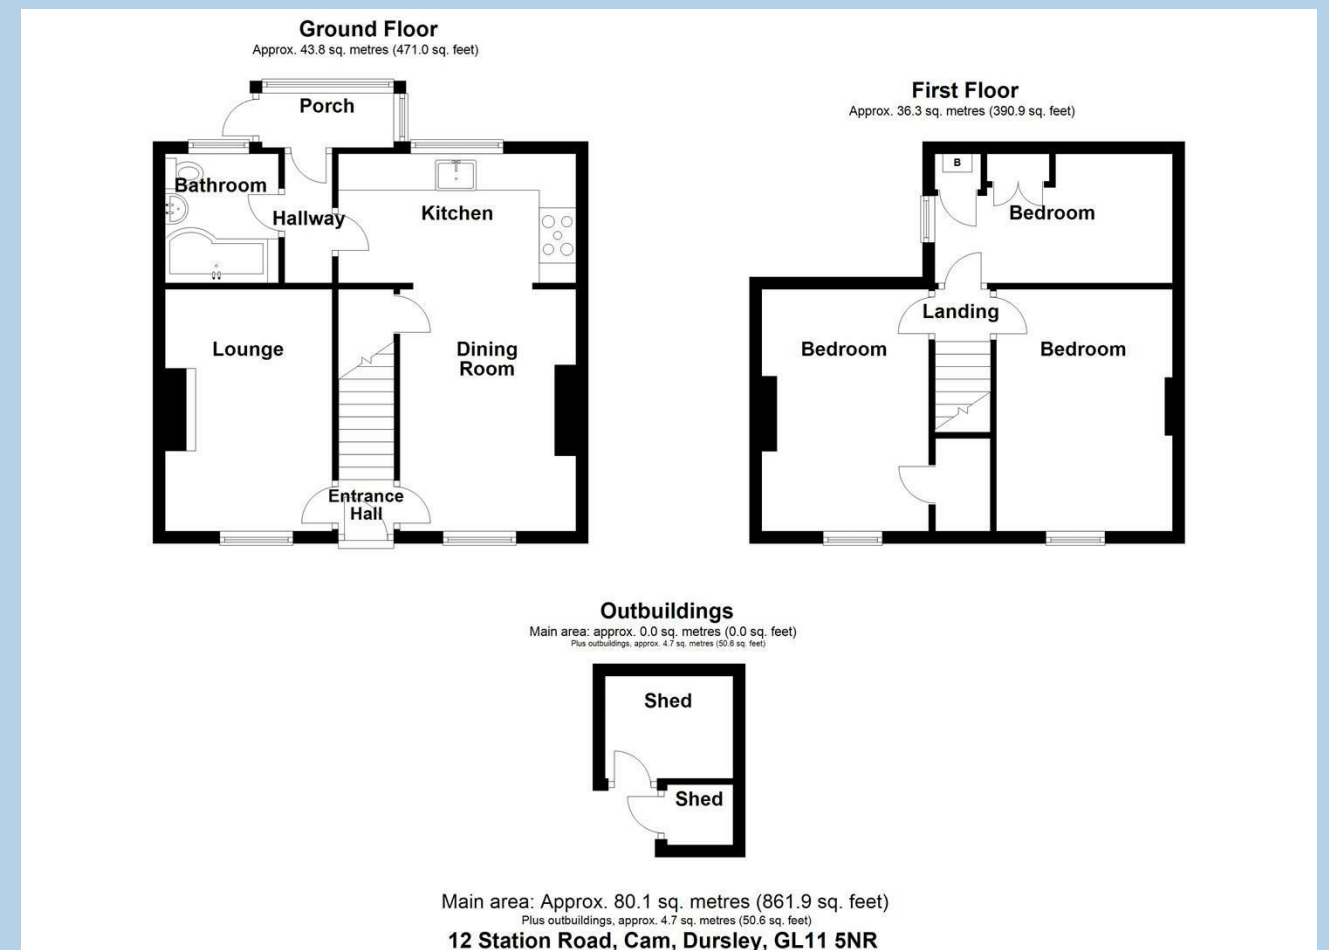 Ground Floor
Approx. 43.8 sq. metres (471.0 sq. feet)
Porch
Bathroom
Hallway
Kitchen
Lounge
Dining
Room
Entrance
Hall
First Floor
Approx. 36.3 sq. metres (390.9 sq. feet)
B
Bedroom
Landing
Bedroom
Bedroom
Outbuildings
Main area: approx. 0.0 sq. metres (0.0 sq. feet)
Plus outbuildings, approx. 4.7 sq. metres (50.6 sq. feet)
Shed
Shed
Main area: Approx. 80.1 sq. metres (861.9 sq. feet)
Plus outbuildings, approx. 4.7 sq. metres (50.6 sq. feet)
12 Station Road, Cam, Dursley, GL11 5NR